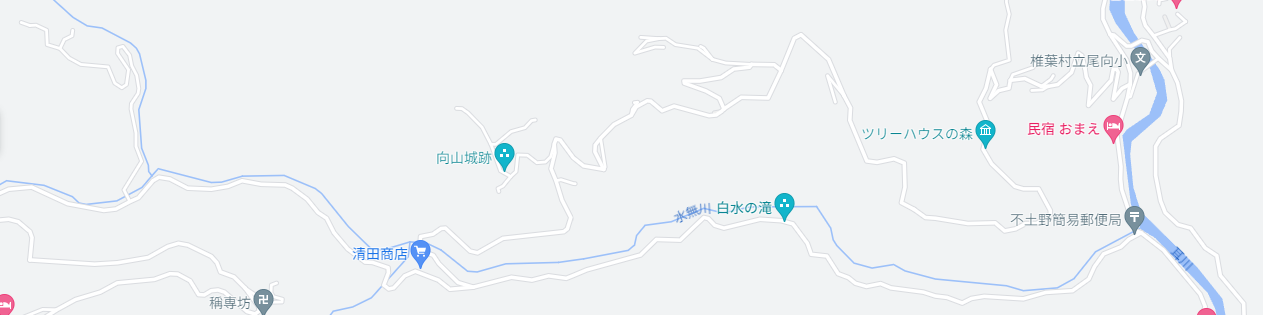 椎葉村立尾向小
民宿 おまえ
ツリーハウスの森
向山城跡
水無川
白水の滝
不土野簡易郵便局
清田商店
耳川
稱専坊